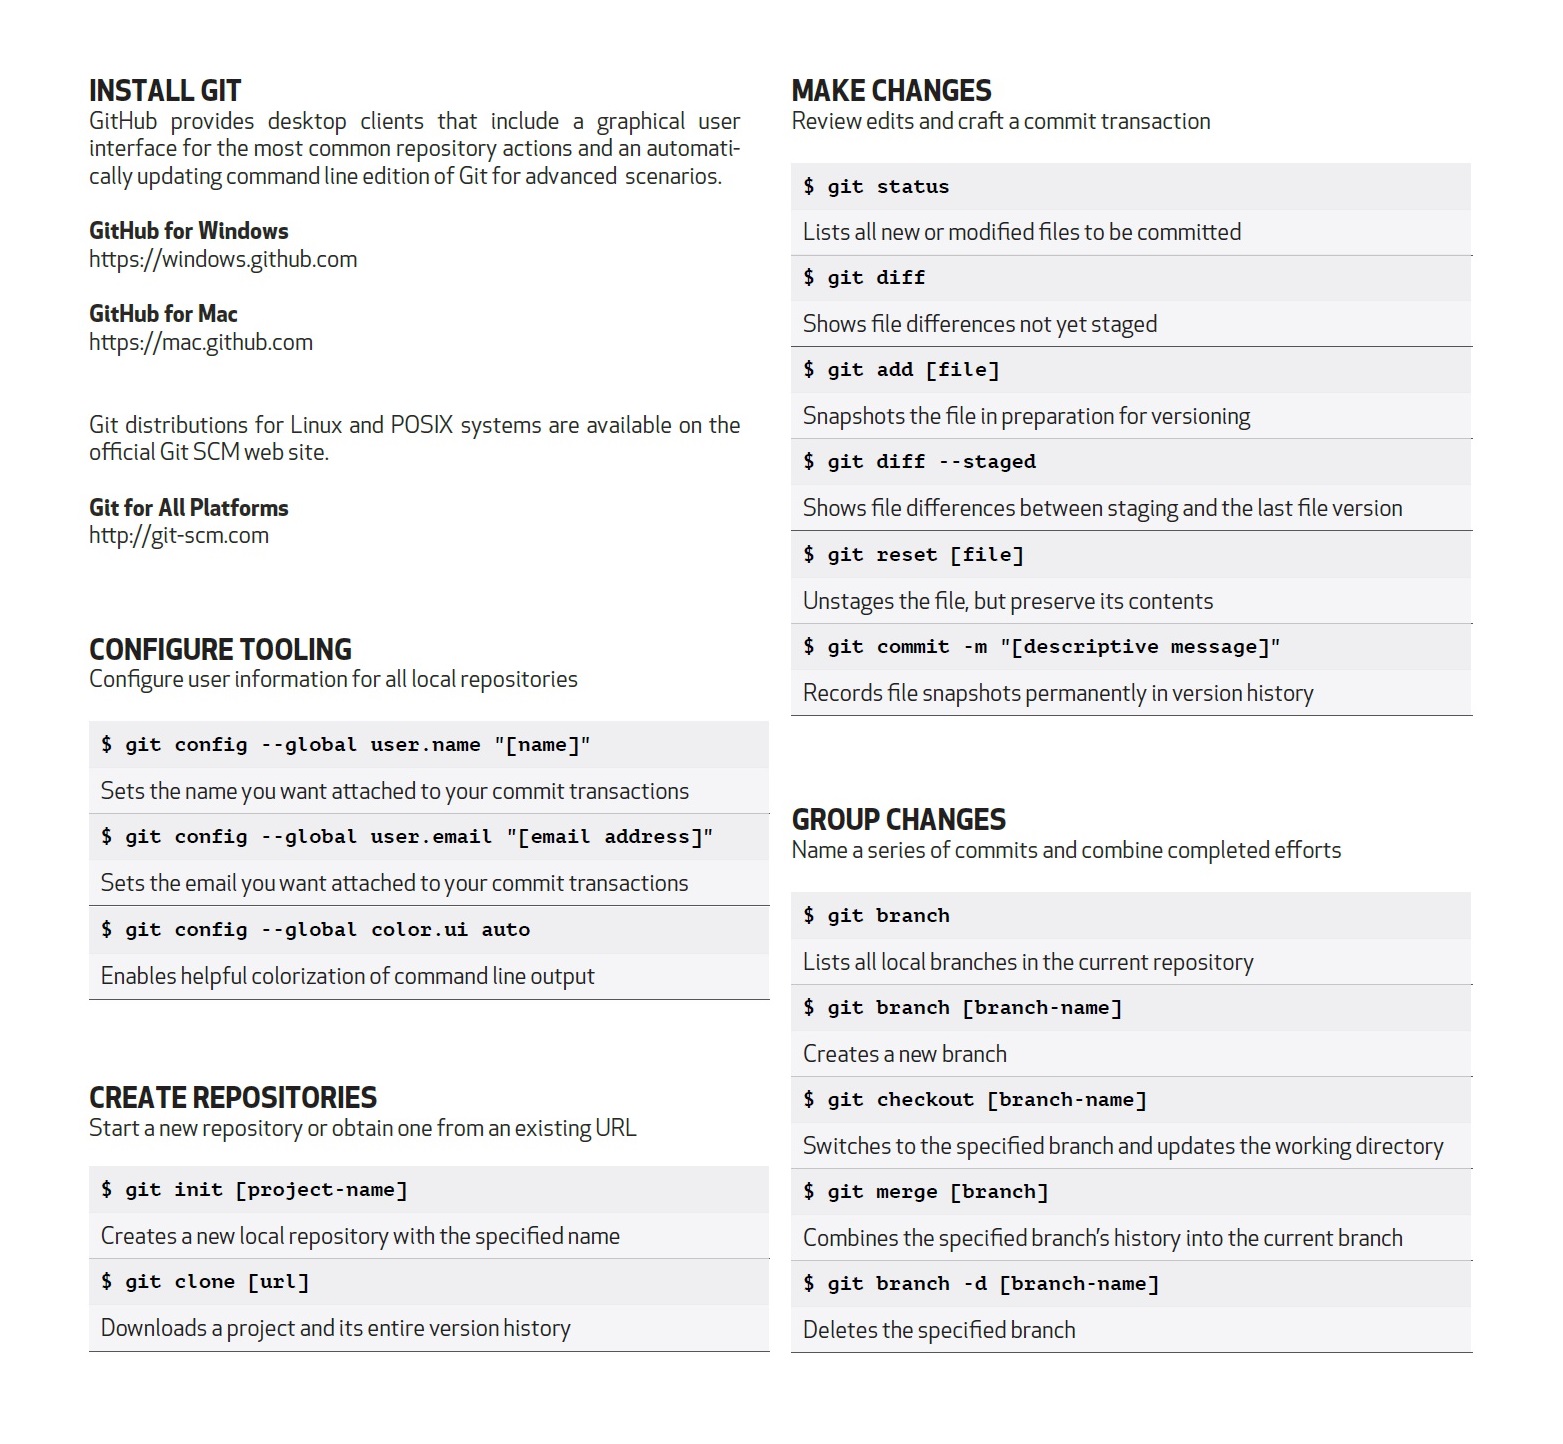 INSTALL GIT
GitHub provides desktop clients that include a graphical user
interface for the most common repository actions and an automati-
cally updating command line edition of Git for advanced scenarios.
GitHub for Windows
https://windows.github.com
GitHub for Mac
https://mac.github.com
Git distributions for Linux and POSIX systems are available on the
official Git SCM web site.
Git for All Platforms
http://git-scm.com
CONFIGURE TOOLING
Configure user information for all local repositories
$ git config --global user.name "[name]"
Sets the name you want attached to your commit transactions
$ git config --global user.email "[email address]"
Sets the email you want attached to your commit transactions
$ git config --global color.ui auto
Enables helpful colorization of command line output
CREATE REPOSITORIES
Start a new repository or obtain one from an existing URL
$ git init [project-name]
Creates a new local repository with the specified name
$ git clone [url]
Downloads a project and its entire version history
MAKE CHANGES
Review edits and craft a commit transaction
$ git status
Lists all new or modified files to be committed
$ git diff
Shows file differences not yet staged
$ git add [file]
Snapshots the file in preparation for versioning
$ git diff --staged
Shows file differences between staging and the last file version
$ git reset [file]
Unstages the file, but preserve its contents
$ git commit -m "[descriptive message]"
Records file snapshots permanently in version history
GROUP CHANGES
Name a series of commits and combine completed efforts
$ git branch
Lists all local branches in the current repository
$ git branch [branch-name]
Creates a new branch
$ git checkout [branch-name]
Switches to the specified branch and updates the working directory
$ git merge [branch]
Combines the specified branch’s history into the current branch
$ git branch -d [branch-name]
Deletes the specified branch